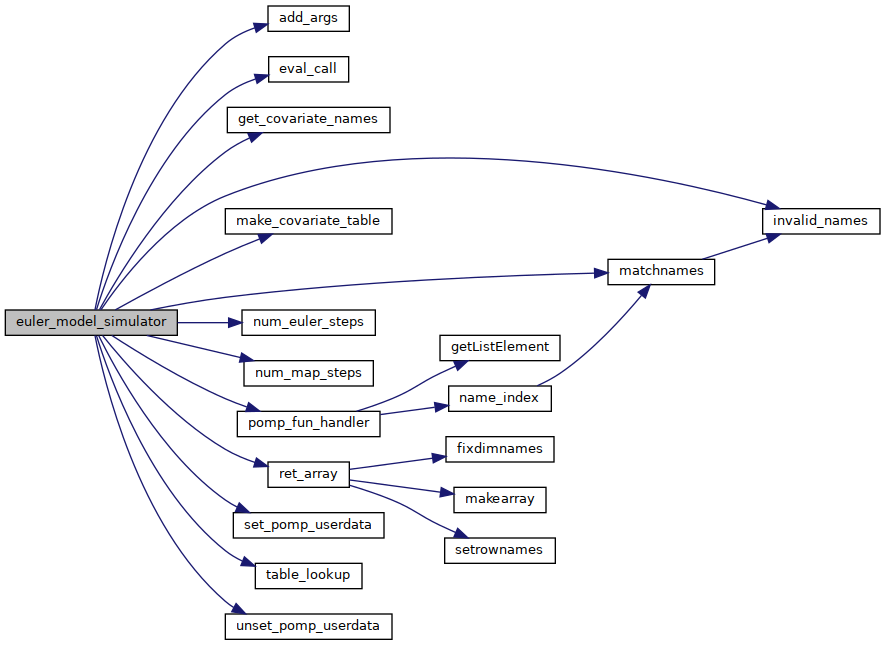 add_args
eval_call
get_covariate_names
make_covariate_table
invalid_names
matchnames
euler_model_simulator
num_euler_steps
getListElement
num_map_steps
name_index
pomp_fun_handler
fixdimnames
ret_array
makearray
set_pomp_userdata
setrownames
table_lookup
unset_pomp_userdata